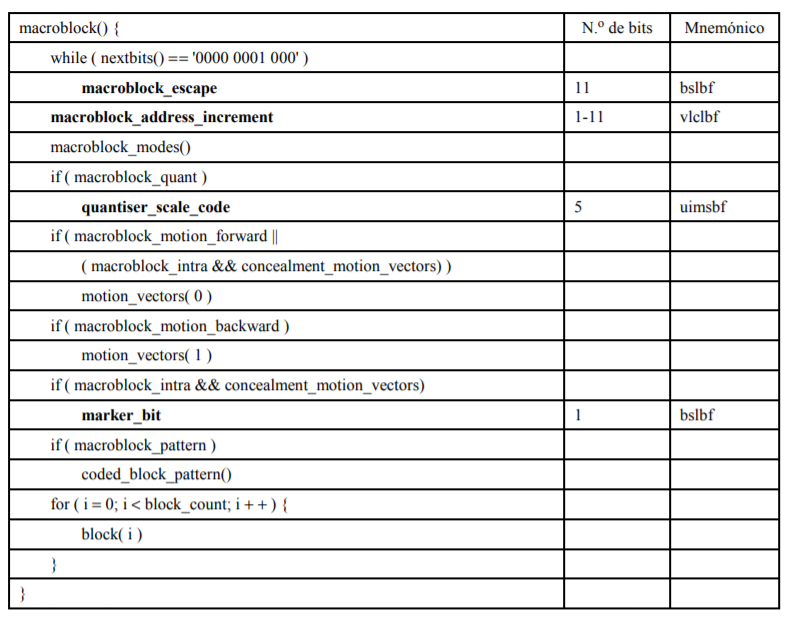 macroblock() { N.º de bits Mnemónico
while ( nextbits() == '0000 0001 000' )
macroblock_escape 11 bslbf
macroblock_address_increment 1-11 vlclbf
macroblock_modes()
if ( macroblock_quant )
quantiser_scale_code 5 uimsbf
if ( macroblock_motion_forward ||
( macroblock_intra && concealment_motion_vectors) )
motion_vectors( 0 )
if ( macroblock_motion_backward )
motion_vectors( 1 )
if ( macroblock_intra && concealment_motion_vectors)
marker_bit 1 bslbf
if ( macroblock_pattern )
coded_block_pattern()
for ( i = 0; i < block_count; i + + ) {
block( i )
}
}